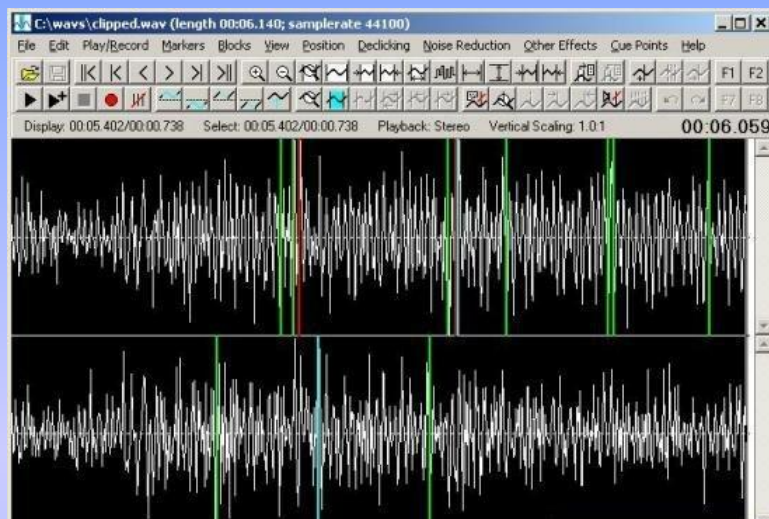 C:\wavs\clipped.wav (length 00:06.140; samplerate 44100)
File Edit Play/Record Markers Blocks View Position Declicking Noise Reduction Other Effects Cue Points Help
F1 F2
F7 F8
Display: 00:05.402/00:00.738 Select: 00:05.402/00:00.738 Playback: Stereo Vertical Scaling: 1.0:1 00:06.059